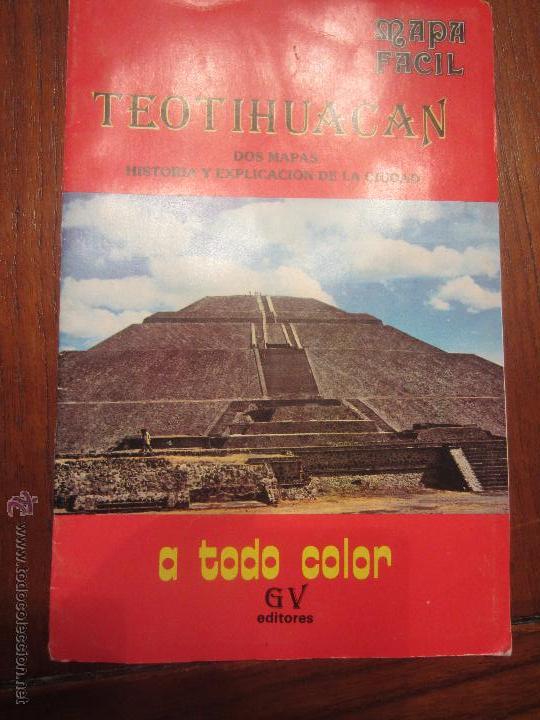 MAPA
FACIL
TEOTIHUACAN
DOS MAPAS
HISTORIA Y EXPLICACION DE LA CIUDAD
a todo color
GV
editores
www.todocoleccion.net